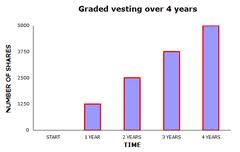 Graded vesting over 4 years
NUMBER OF SHARES
5000
3750
2500
1250
0
START
1 YEAR
2 YEARS
3 YEARS
4 YEARS
TIME